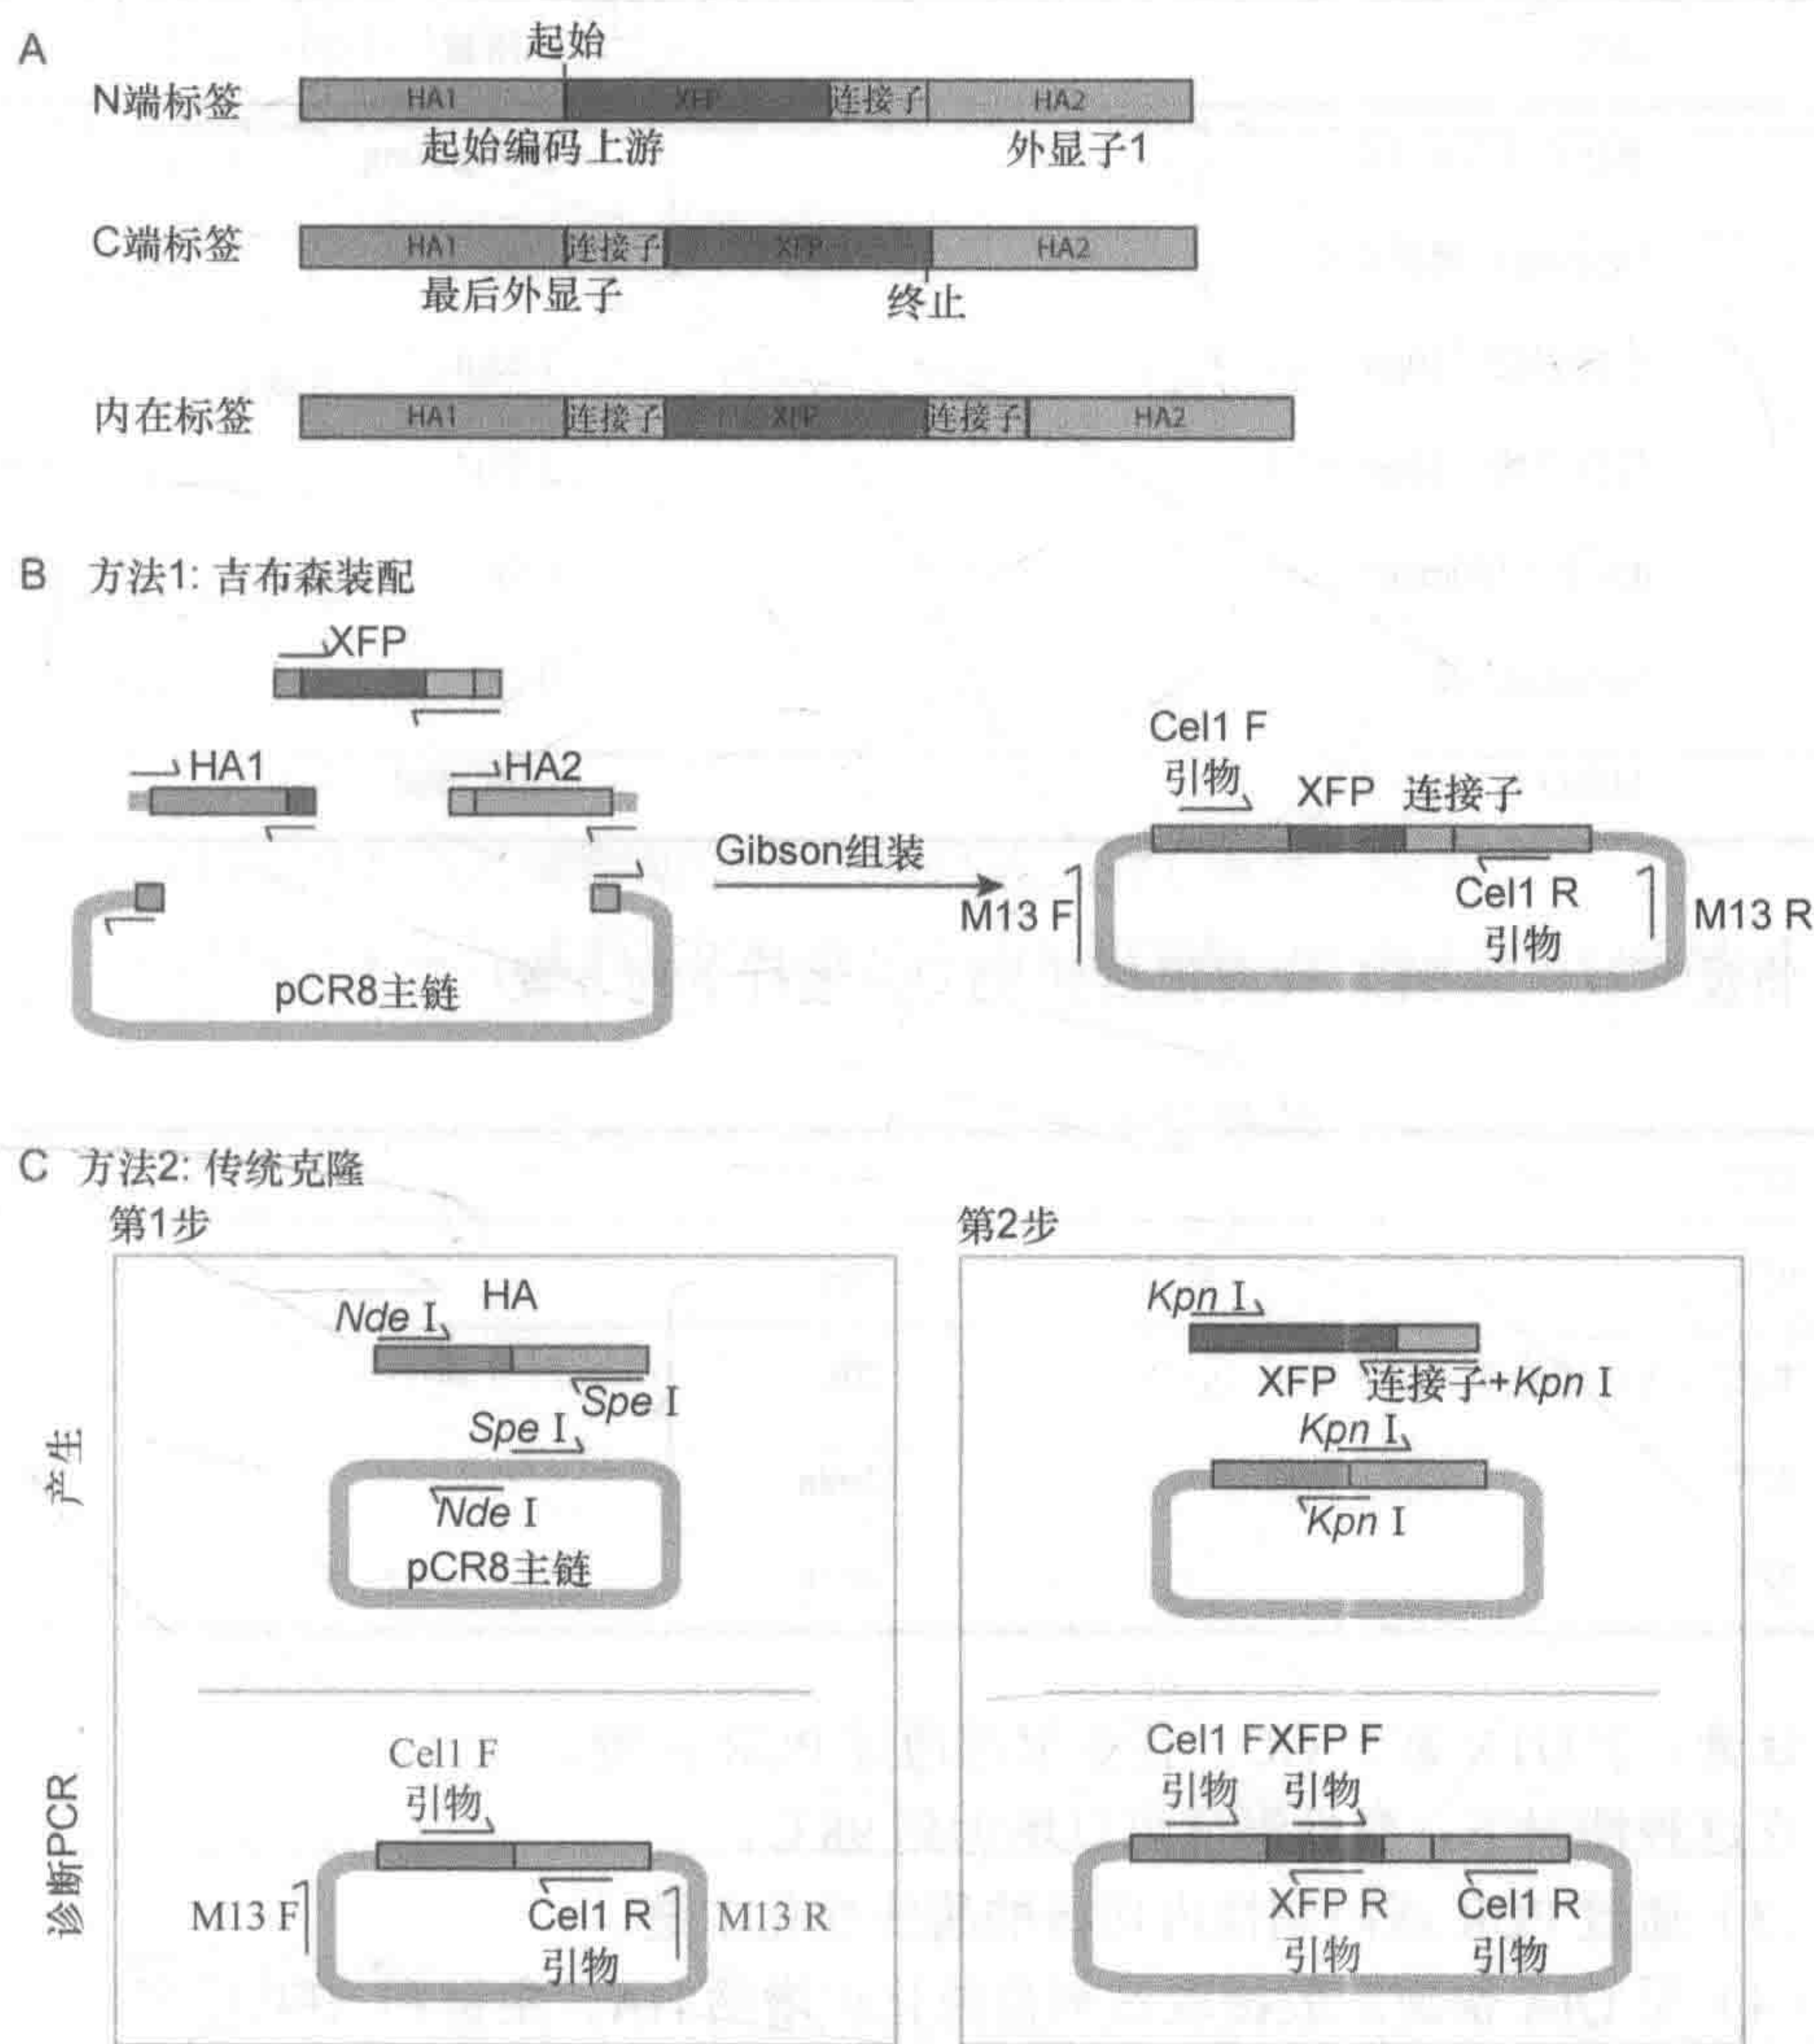 A
起始
N端标签 HA1 XFP 连接子 HA2
起始编码上游 外显子1
C端标签 HA1 连接子 XFP HA2
最后外显子 终止
内在标签 HA1 连接子 XFP 连接子 HA2
B 方法1: 吉布森装配
XFP
HA1 HA2
pCR8主链
Gibson组装
Cel1 F
引物 XFP 连接子
M13 F Cel1 R M13 R
引物
C 方法2: 传统克隆
第1步
产生
HA
Nde I
Spe I
Spe I
Nde I
pCR8主链
诊断PCR
Cel1 F
引物
M13 F Cel1 R M13 R
引物
第2步
Kpn I
XFP 连接子+Kpn I
Kpn I
Kpn I
Cel1 F XFP F
引物 引物
XFP R Cel1 R
引物 引物